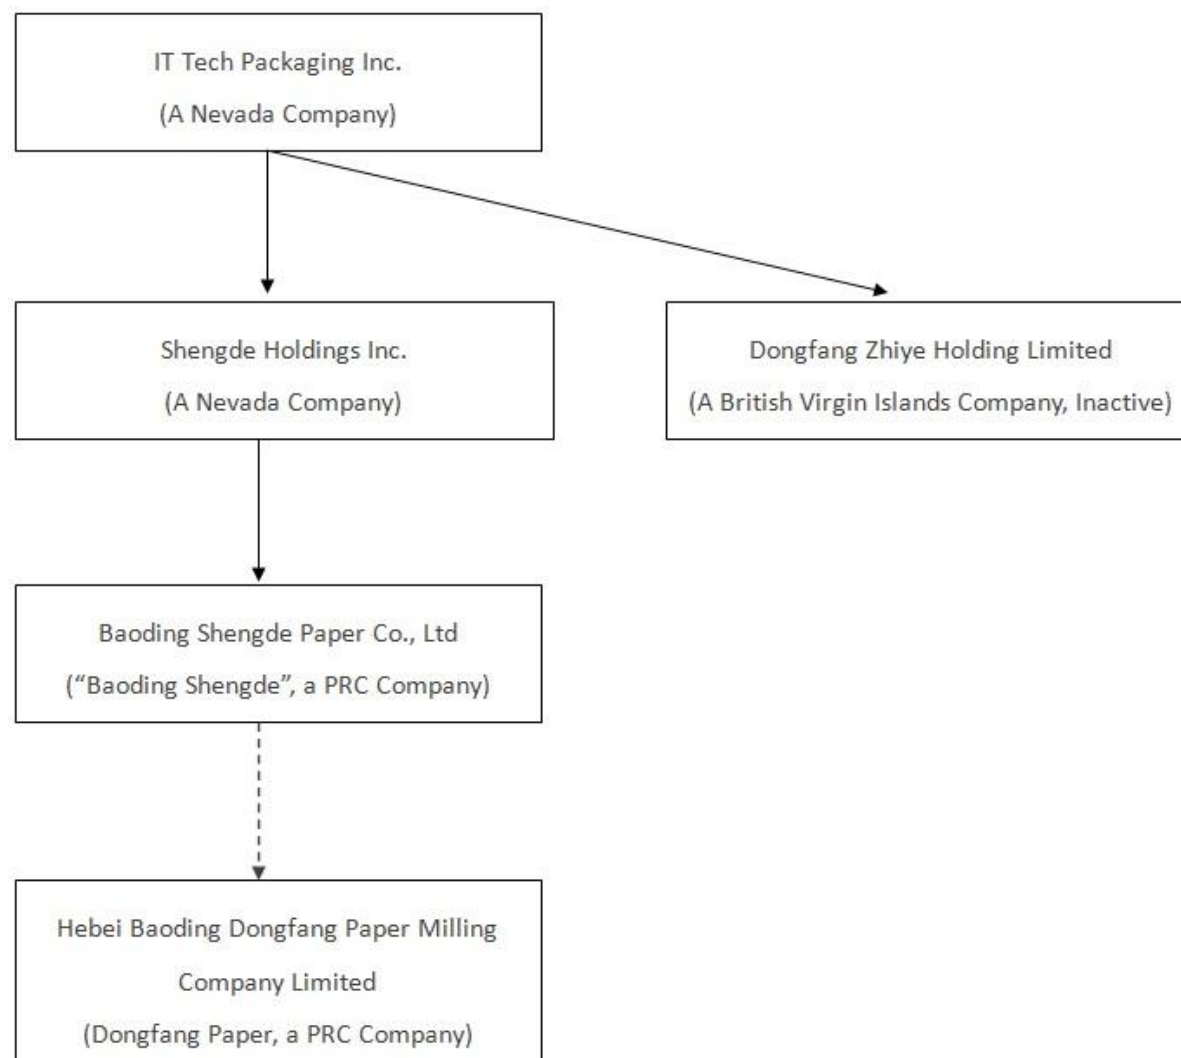 IT Tech Packaging Inc.
(A Nevada Company)
Shengde Holdings Inc.
(A Nevada Company)
Dongfang Zhiye Holding Limited
(A British Virgin Islands Company, Inactive)
Baoding Shengde Paper Co., Ltd
(“Baoding Shengde”, a PRC Company)
Hebei Baoding Dongfang Paper Milling
Company Limited
(Dongfang Paper, a PRC Company)